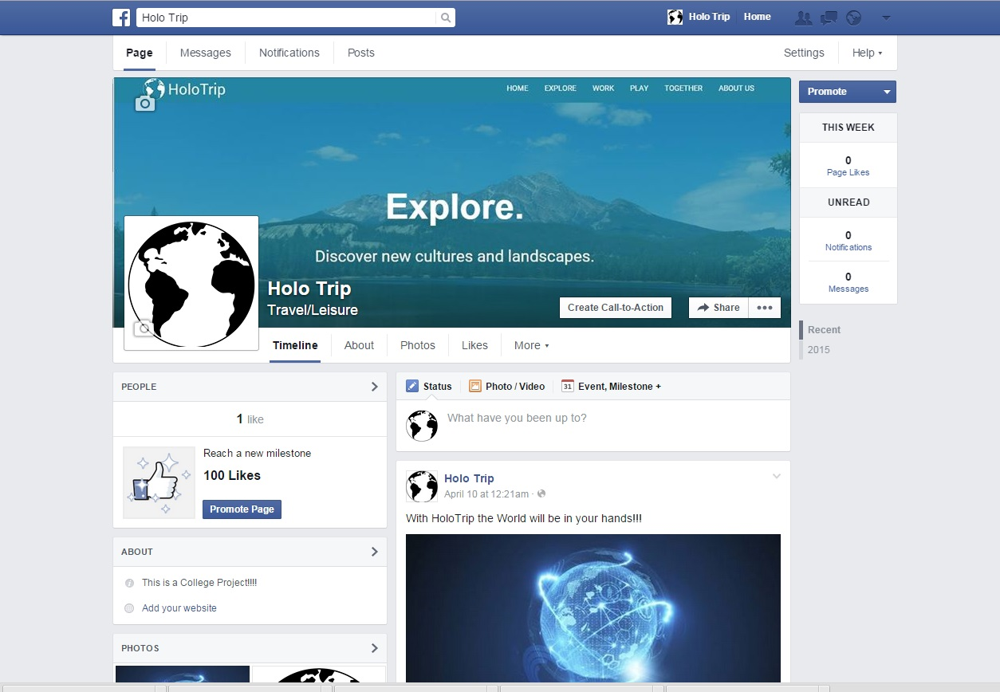 Holo Trip
Holo Trip Home
Page Messages Notifications Posts Settings Help
HoloTrip HOME EXPLORE WORK PLAY TOGETHER ABOUT US
Explore.
Discover new cultures and landscapes.
Holo Trip
Travel/Leisure
Create Call-to-Action Share
Timeline About Photos Likes More
Promote
THIS WEEK
0
Page Likes
UNREAD
0
Notifications
0
Messages
Recent
2015
PEOPLE
1 like
Reach a new milestone
100 Likes
Promote Page
ABOUT
This is a College Project!!!!
Add your website
PHOTOS
Status Photo / Video 31 Event, Milestone +
What have you been up to?
Holo Trip
April 10 at 12:21am ·
With HoloTrip the World will be in your hands!!!